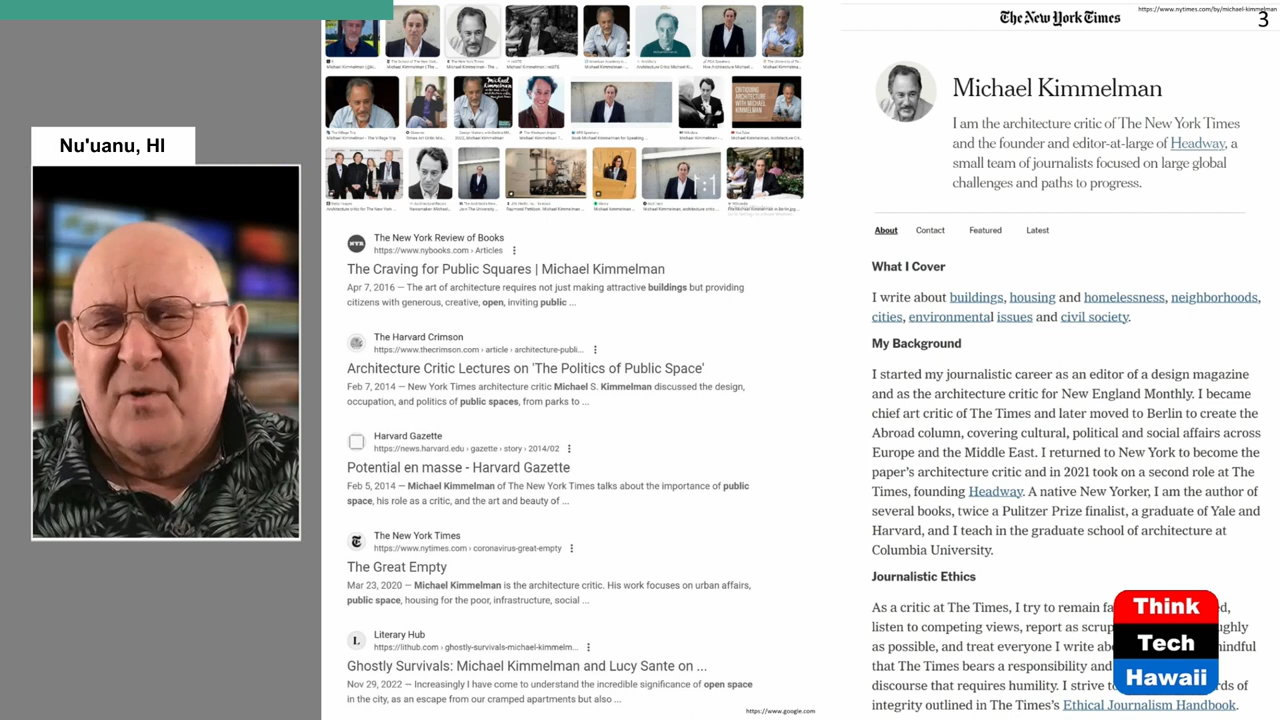 Nu'uanu, HI
The New York Review of Books
https://www.nybooks.com › Articles
The Craving for Public Squares | Michael Kimmelman
Apr 7, 2016 — The art of architecture requires not just making attractive buildings but providing
citizens with generous, creative, open, inviting public ...
The Harvard Crimson
https://www.thecrimson.com › article › architecture-publi...
Architecture Critic Lectures on 'The Politics of Public Space'
Feb 7, 2014 — New York Times architecture critic Michael S. Kimmelman discussed the design,
occupation, and politics of public spaces, from parks to ...
Harvard Gazette
https://news.harvard.edu › gazette › story › 2014/02
Potential en masse - Harvard Gazette
Feb 5, 2014 — Michael Kimmelman of The New York Times talks about the importance of public
space, his role as a critic, and the art and beauty of ...
The New York Times
https://www.nytimes.com › coronavirus-great-empty
The Great Empty
Mar 23, 2020 — Michael Kimmelman is the architecture critic. His work focuses on urban affairs,
public space, housing for the poor, infrastructure, social ...
Literary Hub
https://lithub.com › ghostly-survivals-michael-kimmelm...
Ghostly Survivals: Michael Kimmelman and Lucy Sante on ...
Nov 29, 2022 — Increasingly I have come to understand the incredible significance of open space
in the city, as an escape from our cramped apartments but also ...
https://www.google.com
https://www.nytimes.com/by/michael-kimmelman
The New York Times
3
Michael Kimmelman
I am the architecture critic of The New York Times
and the founder and editor-at-large of Headway, a
small team of journalists focused on large global
challenges and paths to progress.
About Contact Featured Latest
What I Cover
I write about buildings, housing and homelessness, neighborhoods,
cities, environmental issues and civil society.
My Background
I started my journalistic career as an editor of a design magazine
and as the architecture critic for New England Monthly. I became
chief art critic of The Times and later moved to Berlin to create the
Abroad column, covering cultural, political and social affairs across
Europe and the Middle East. I returned to New York to become the
paper's architecture critic and in 2021 took on a second role at The
Times, founding Headway. A native New Yorker, I am the author of
several books, twice a Pulitzer Prize finalist, a graduate of Yale and
Harvard, and I teach in the graduate school of architecture at
Columbia University.
Journalistic Ethics
As a critic at The Times, I try to remain
listen to competing views, report as
as possible, and treat everyone I write
that The Times bears a responsibility and
discourse that requires humility. I strive
integrity outlined in The Times's Ethical Journalism Handbook.
Think
Tech
Hawaii